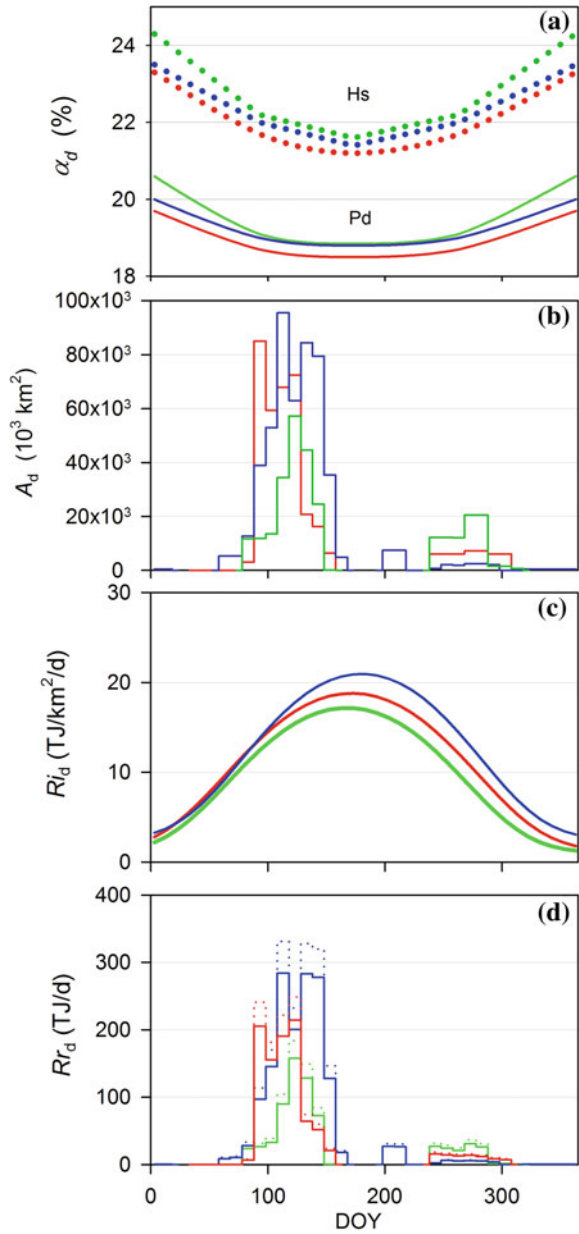 (a)
24
22
20
18
α_d (%)
Hs
Pd
(b)
100x10³
80x10³
60x10³
40x10³
20x10³
0
A_d (10³ km²)
(c)
30
20
10
0
Ri_d (TJ/km²/d)
(d)
400
300
200
100
0
Rr_d (TJ/d)
0 100 200 300
DOY